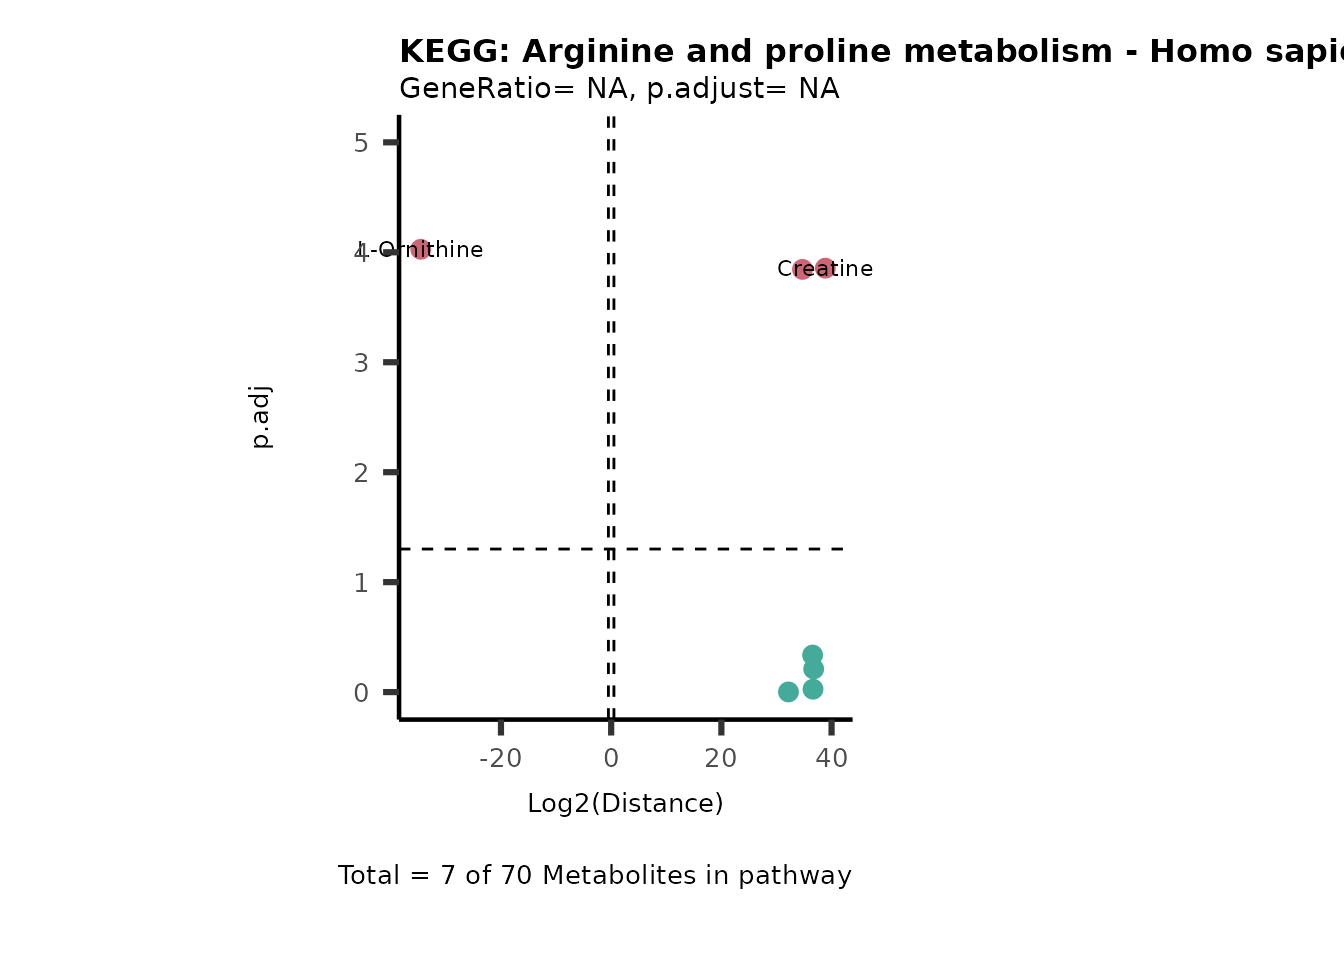 KEGG: Arginine and proline metabolism - Homo
GeneRatio= NA, p.adjust= NA
5
L-Ornithine
4
Creatine
3
p.adj
2
1
0
-20 0 20 40
Log2(Distance)
Total = 7 of 70 Metabolites in pathway